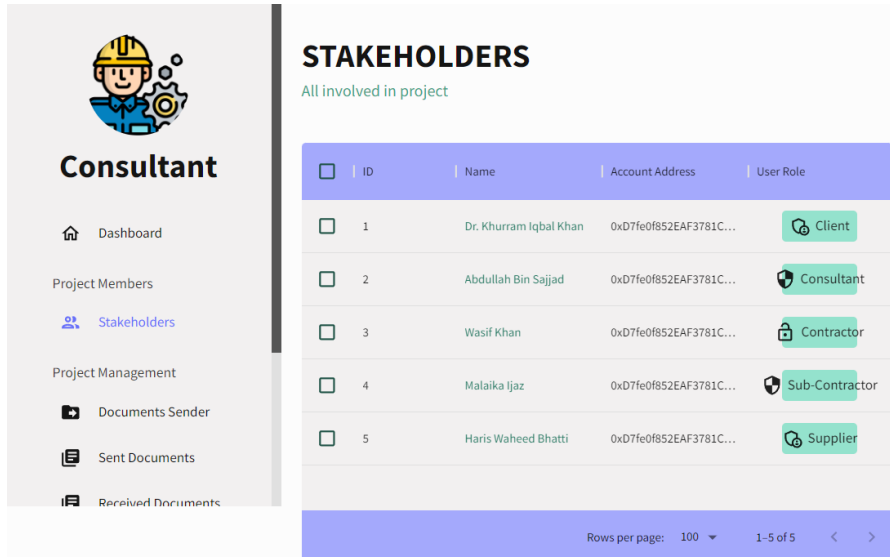 Consultant
Dashboard
Project Members
Stakeholders
Project Management
Documents Sender
Sent Documents
Received Documents
STAKEHOLDERS
All involved in project
ID Name Account Address User Role
1 Dr. Khurram Iqbal Khan 0xD7fe0f852EAF3781C... Client
2 Abdullah Bin Sajjad 0xD7fe0f852EAF3781C... Consultant
3 Wasif Khan 0xD7fe0f852EAF3781C... Contractor
4 Malaika Ijaz 0xD7fe0f852EAF3781C... Sub-Contractor
5 Haris Waheed Bhatti 0xD7fe0f852EAF3781C... Supplier
Rows per page: 100 1–5 of 5